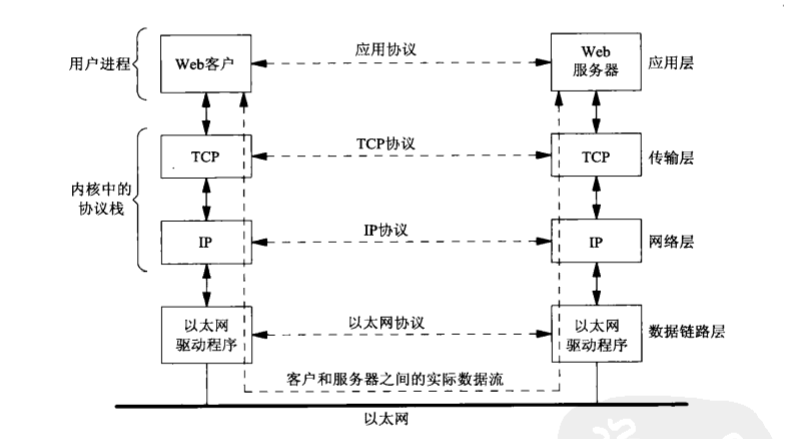 用户进程
Web客户
应用协议
Web
服务器
应用层
TCP
TCP协议
TCP
传输层
内核中的
协议栈
IP
IP协议
IP
网络层
以太网
驱动程序
以太网协议
以太网
驱动程序
数据链路层
客户和服务器之间的实际数据流
以太网